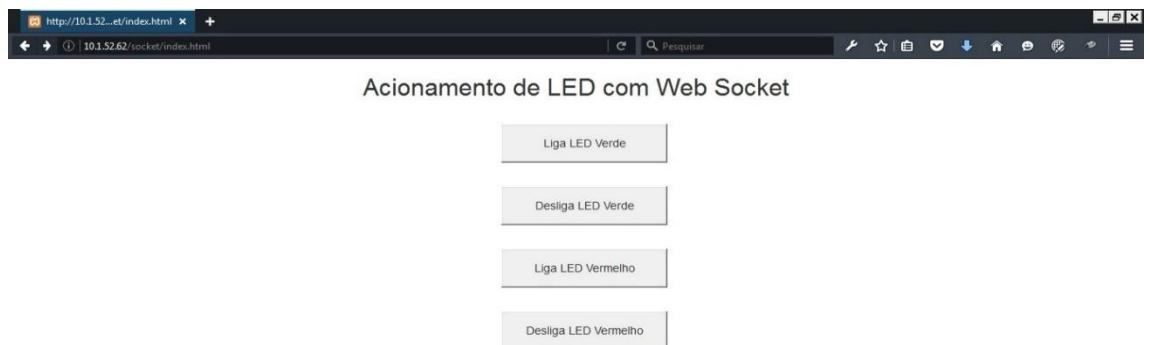 http://10.1.52...et/index.html
10.1.52.62/socket/index.html
Pesquisar
Acionamento de LED com Web Socket
Liga LED Verde
Desliga LED Verde
Liga LED Vermelho
Desliga LED Vermelho